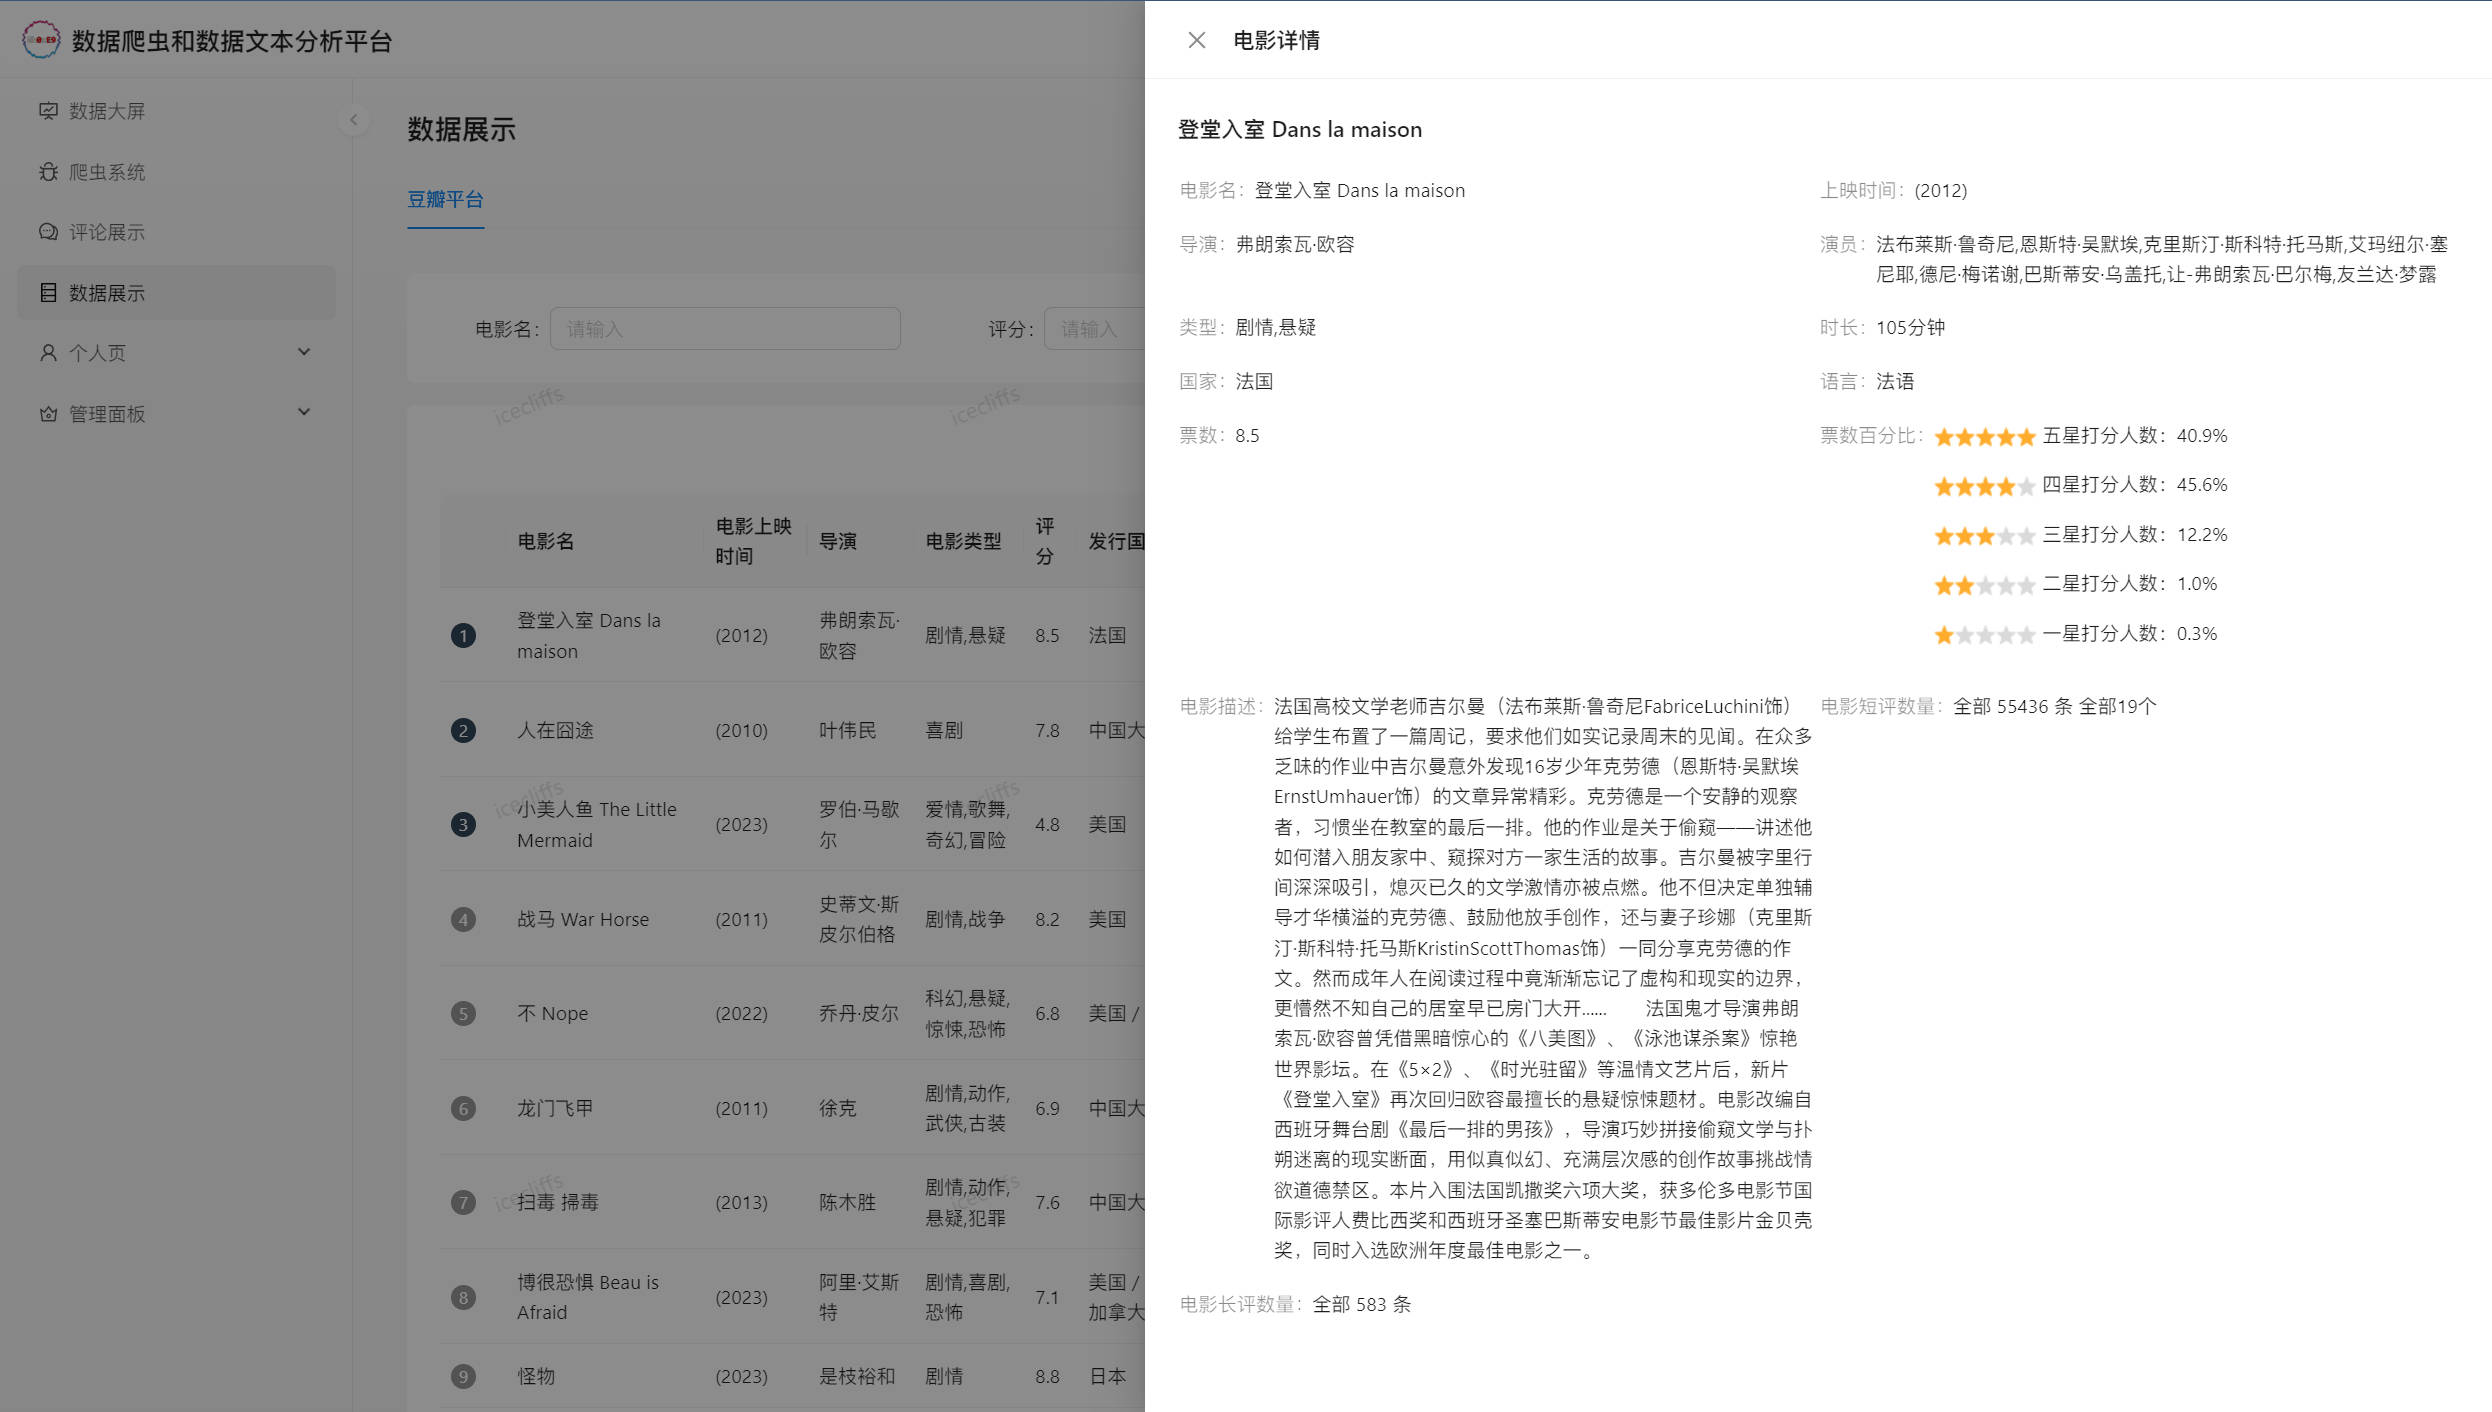 数据爬虫和数据文本分析平台
数据大屏
爬虫系统
评论展示
数据展示
个人页
管理面板
数据展示
豆瓣平台
电影名： 请输入 评分： 请输入
icecliffs icecliffs
电影名 电影上映时间 导演 电影类型 评分 发行国
1 登堂入室 Dans la maison (2012) 弗朗索瓦·欧容 剧情,悬疑 8.5 法国
2 人在囧途 (2010) 叶伟民 喜剧 7.8 中国大
icecliffs icecliffs
3 小美人鱼 The Little Mermaid (2023) 罗伯·马歇尔 爱情,歌舞,奇幻,冒险 4.8 美国
4 战马 War Horse (2011) 史蒂文·斯皮尔伯格 剧情,战争 8.2 美国
5 不 Nope (2022) 乔丹·皮尔 科幻,悬疑,惊悚,恐怖 6.8 美国 /
6 龙门飞甲 (2011) 徐克 剧情,动作,武侠,古装 6.9 中国大
icecliffs icecliffs
7 扫毒 掃毒 (2013) 陈木胜 剧情,动作,悬疑,犯罪 7.6 中国大
8 博很恐惧 Beau is Afraid (2023) 阿里·艾斯特 剧情,喜剧,恐怖 7.1 美国 / 加拿大
9 怪物 (2023) 是枝裕和 剧情 8.8 日本
电影详情
登堂入室 Dans la maison
电影名： 登堂入室 Dans la maison 上映时间： (2012)
导演： 弗朗索瓦·欧容 演员： 法布莱斯·鲁奇尼,恩斯特·吴默埃,克里斯汀·斯科特·托马斯,艾玛纽尔·塞
尼耶,德尼·梅诺谢,巴斯蒂安·乌盖托,让-弗朗索瓦·巴尔梅,友兰达·梦露
类型： 剧情,悬疑 时长： 105分钟
国家： 法国 语言： 法语
票数： 8.5 票数百分比： 五星打分人数：40.9%
四星打分人数：45.6%
三星打分人数：12.2%
二星打分人数：1.0%
一星打分人数：0.3%
电影描述： 法国高校文学老师吉尔曼（法布莱斯·鲁奇尼FabriceLuchini饰） 电影短评数量： 全部 55436 条 全部19个
给学生布置了一篇周记，要求他们如实记录周末的见闻。在众多
乏味的作业中吉尔曼意外发现16岁少年克劳德（恩斯特·吴默埃
ErnstUmhauer饰）的文章异常精彩。克劳德是一个安静的观察
者，习惯坐在教室的最后一排。他的作业是关于偷窥——讲述他
如何潜入朋友家中、窥探对方一家生活的故事。吉尔曼被字里行
间深深吸引，熄灭已久的文学激情亦被点燃。他不但决定单独辅
导才华横溢的克劳德、鼓励他放手创作，还与妻子珍娜（克里斯
汀·斯科特·托马斯KristinScottThomas饰）一同分享克劳德的作
文。然而成年人在阅读过程中竟渐渐忘记了虚构和现实的边界，
更懵然不知自己的居室早已房门大开…… 法国鬼才导演弗朗
索瓦·欧容曾凭借黑暗惊心的《八美图》、《泳池谋杀案》惊艳
世界影坛。在《5×2》、《时光驻留》等温情文艺片后，新片
《登堂入室》再次回归欧容最擅长的悬疑惊悚题材。电影改编自
西班牙舞台剧《最后一排的男孩》，导演巧妙拼接偷窥文学与扑
朔迷离的现实断面，用似真似幻、充满层次感的创作故事挑战情
欲道德禁区。本片入围法国凯撒奖六项大奖，获多伦多电影节国
际影评人费比西奖和西班牙圣塞巴斯蒂安电影节最佳影片金贝壳
奖，同时入选欧洲年度最佳电影之一。
电影长评数量： 全部 583 条